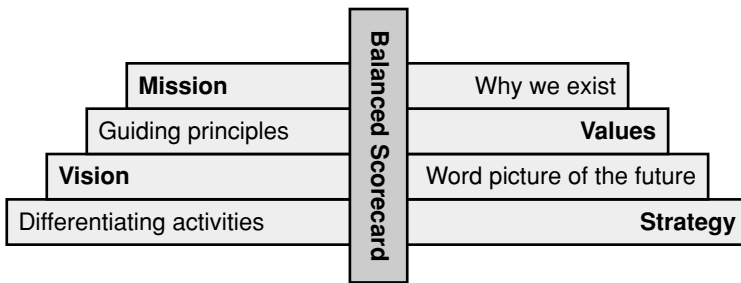 Balanced Scorecard
Mission
Why we exist
Guiding principles
Values
Vision
Word picture of the future
Differentiating activities
Strategy